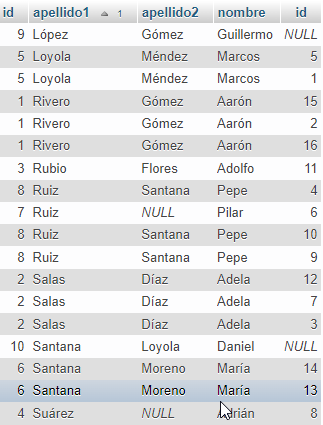 id apellido1 1 apellido2 nombre id
9 López Gómez Guillermo NULL
5 Loyola Méndez Marcos 5
5 Loyola Méndez Marcos 1
1 Rivero Gómez Aarón 15
1 Rivero Gómez Aarón 2
1 Rivero Gómez Aarón 16
3 Rubio Flores Adolfo 11
8 Ruiz Santana Pepe 4
7 Ruiz NULL Pilar 6
8 Ruiz Santana Pepe 10
8 Ruiz Santana Pepe 9
2 Salas Díaz Adela 12
2 Salas Díaz Adela 7
2 Salas Díaz Adela 3
10 Santana Loyola Daniel NULL
6 Santana Moreno María 14
6 Santana Moreno María 13
4 Suárez NULL Adrián 8